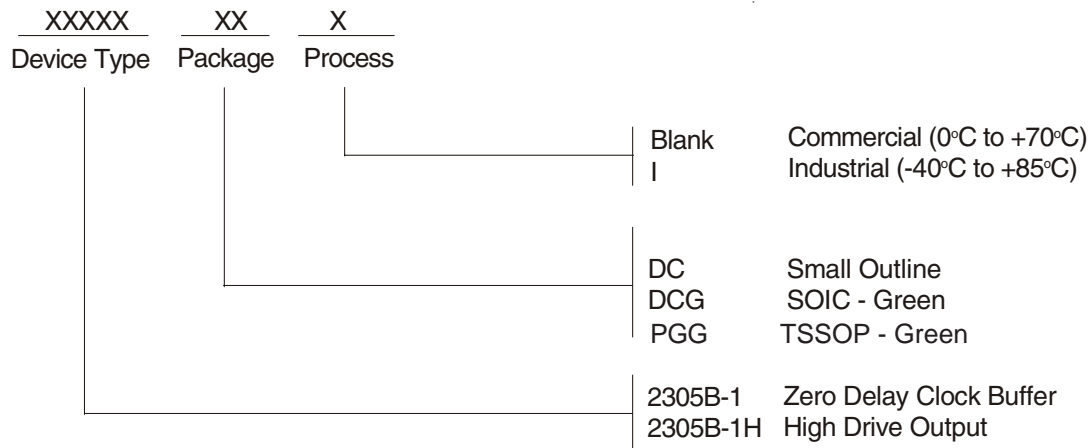 XXXXX XX X
Device Type Package Process
Blank Commercial (0°C to +70°C)
I Industrial (-40°C to +85°C)
DC Small Outline
DCG SOIC - Green
PGG TSSOP - Green
2305B-1 Zero Delay Clock Buffer
2305B-1H High Drive Output